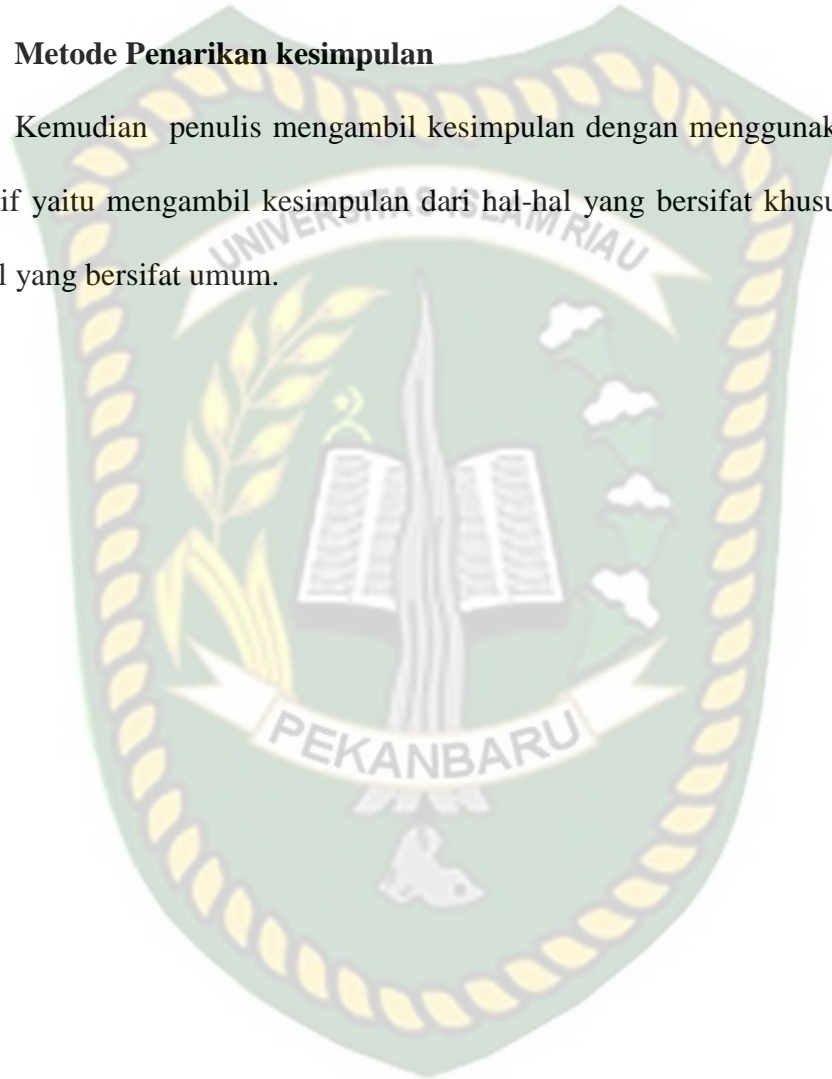 Metode Penarikan kesimpulan
Kemudian penulis mengambil kesimpulan dengan menggunak
if yaitu mengambil kesimpulan dari hal-hal yang bersifat khusu
l yang bersifat umum.
UNIVERSITAS ISLAM RIAU
PEKANBARU